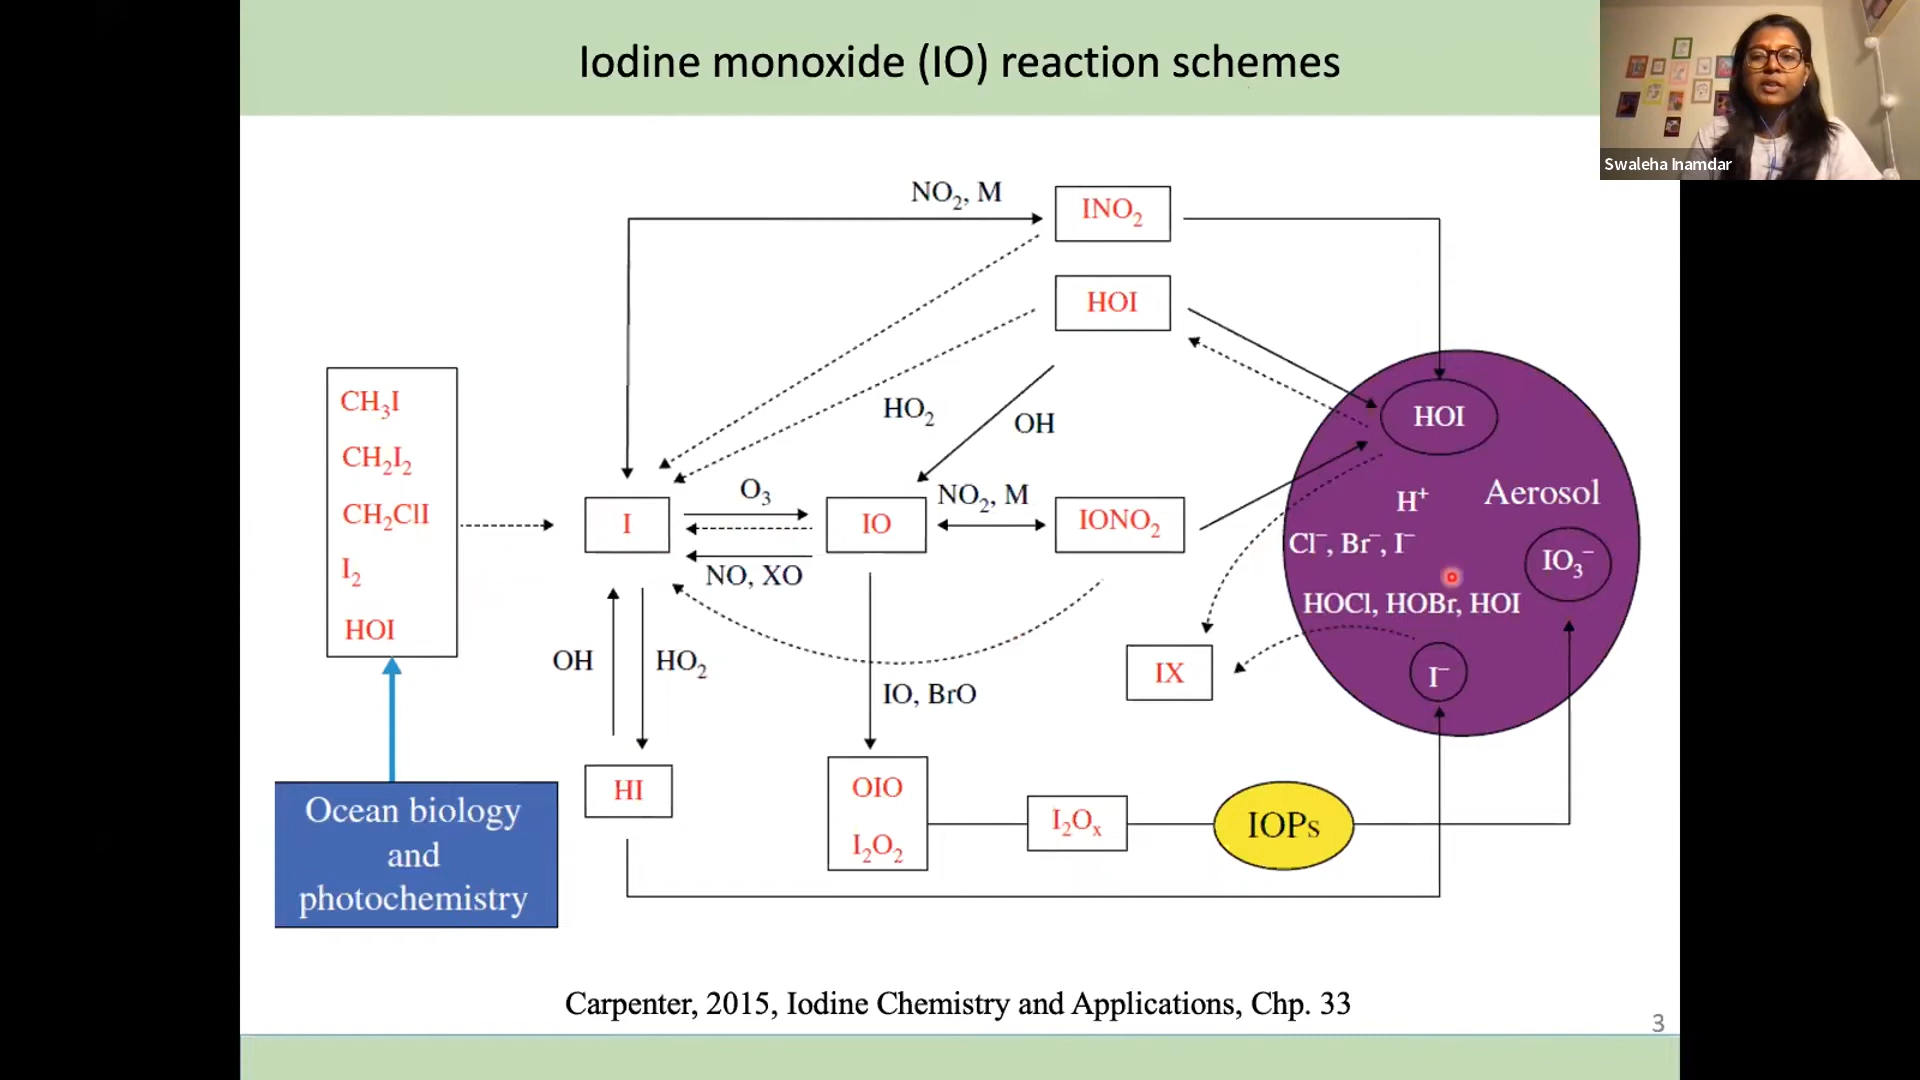 Iodine monoxide (IO) reaction schemes
Swaleha Inamdar
NO₂, M
INO₂
HOI
HO₂
OH
CH₃I
CH₂I₂
CH₂ClI
I₂
HOI
I
O₃
NO, XO
IO
NO₂, M
IONO₂
HOI
H⁺
Aerosol
Cl⁻, Br⁻, I⁻
IO₃⁻
HOCl, HOBr, HOI
I⁻
IX
OH
HO₂
IO, BrO
HI
OIO
I₂O₂
I₂Oₓ
IOPs
Ocean biology
and
photochemistry
Carpenter, 2015, Iodine Chemistry and Applications, Chp. 33
3